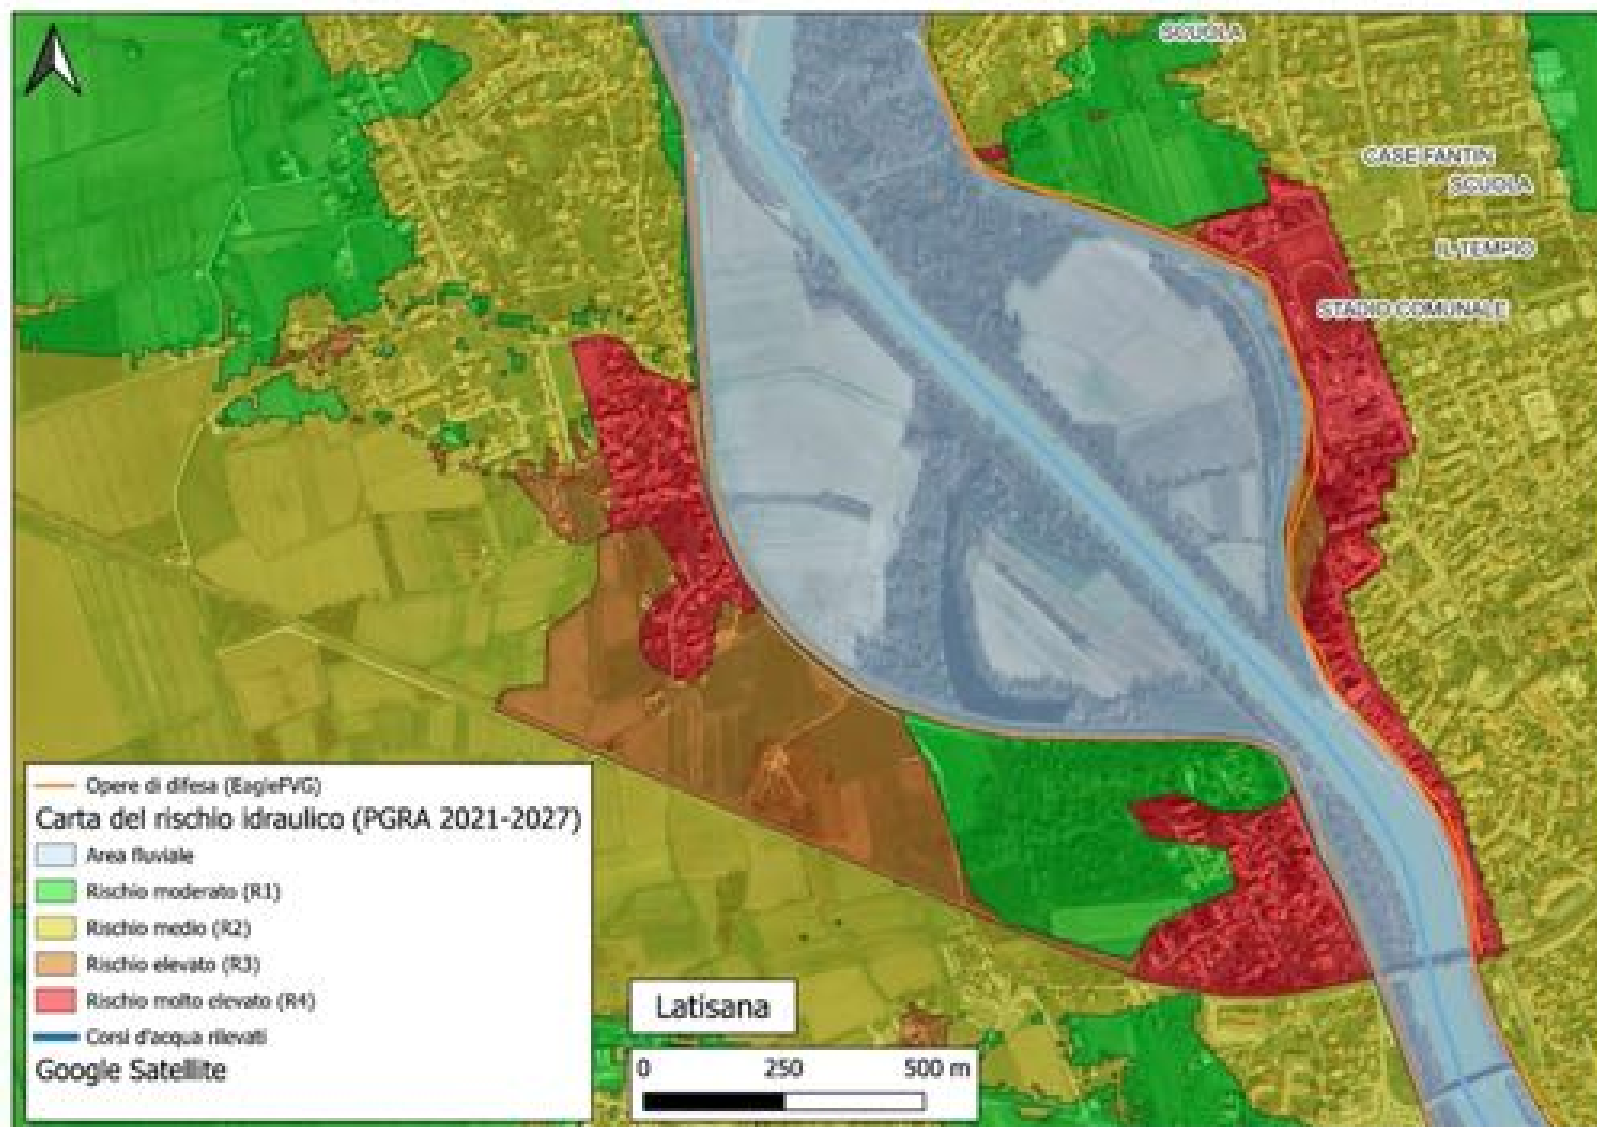 SCUOLA
CASE FANTIN
SCUOLA
IL TEMPIO
STADIO COMUNALE
Opere di difesa (EagleFVG)
Carta del rischio idraulico (PGRA 2021-2027)
Area fluviale
Rischio moderato (R1)
Rischio medio (R2)
Rischio elevato (R3)
Rischio molto elevato (R4)
Corsi d'acqua rilevati
Google Satellite
Latisana
0 250 500 m